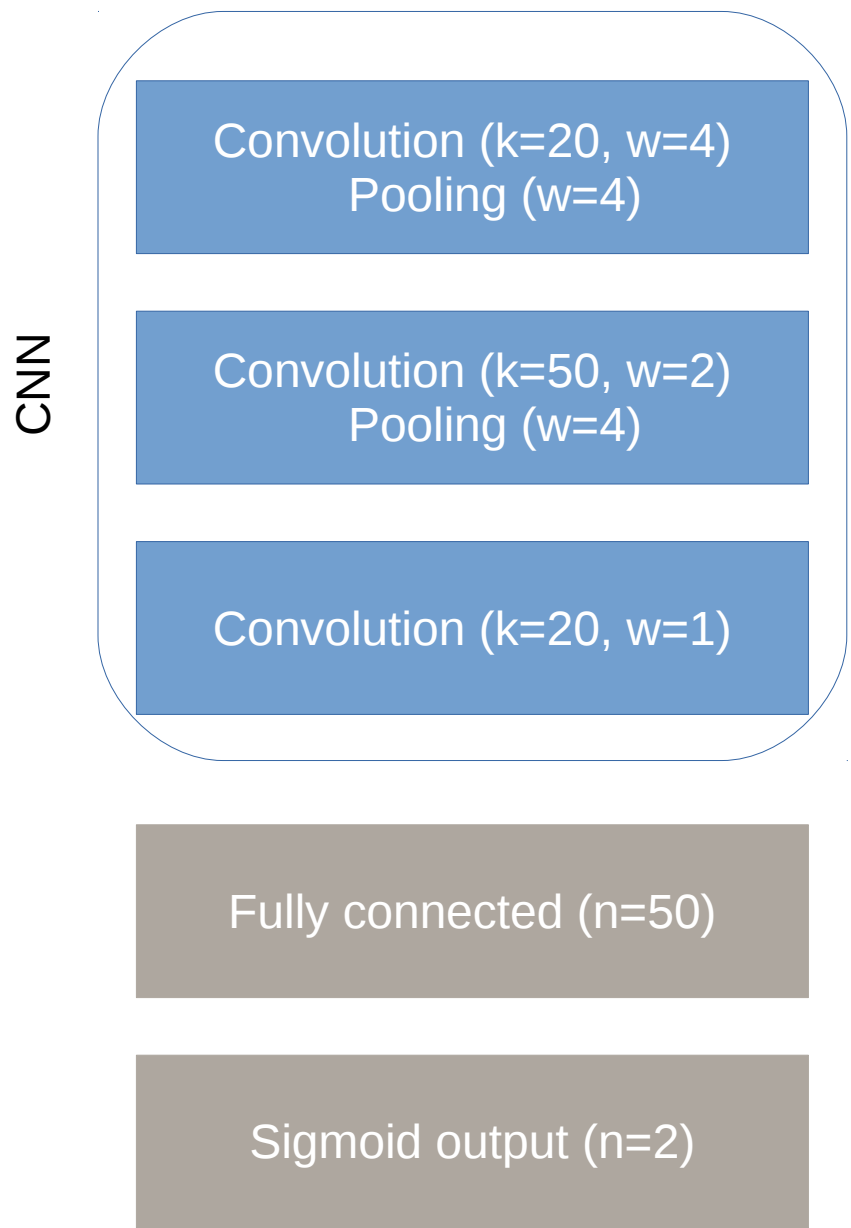 CNN
Convolution (k=20, w=4)
Pooling (w=4)
Convolution (k=50, w=2)
Pooling (w=4)
Convolution (k=20, w=1)
Fully connected (n=50)
Sigmoid output (n=2)